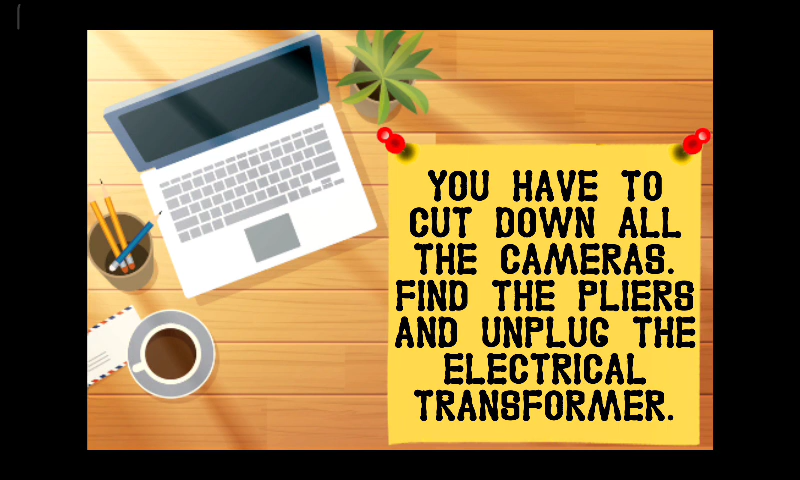 YOU HAVE TO
CUT DOWN ALL
THE CAMERAS.
FIND THE PLIERS
AND UNPLUG THE
ELECTRICAL
TRANSFORMER.